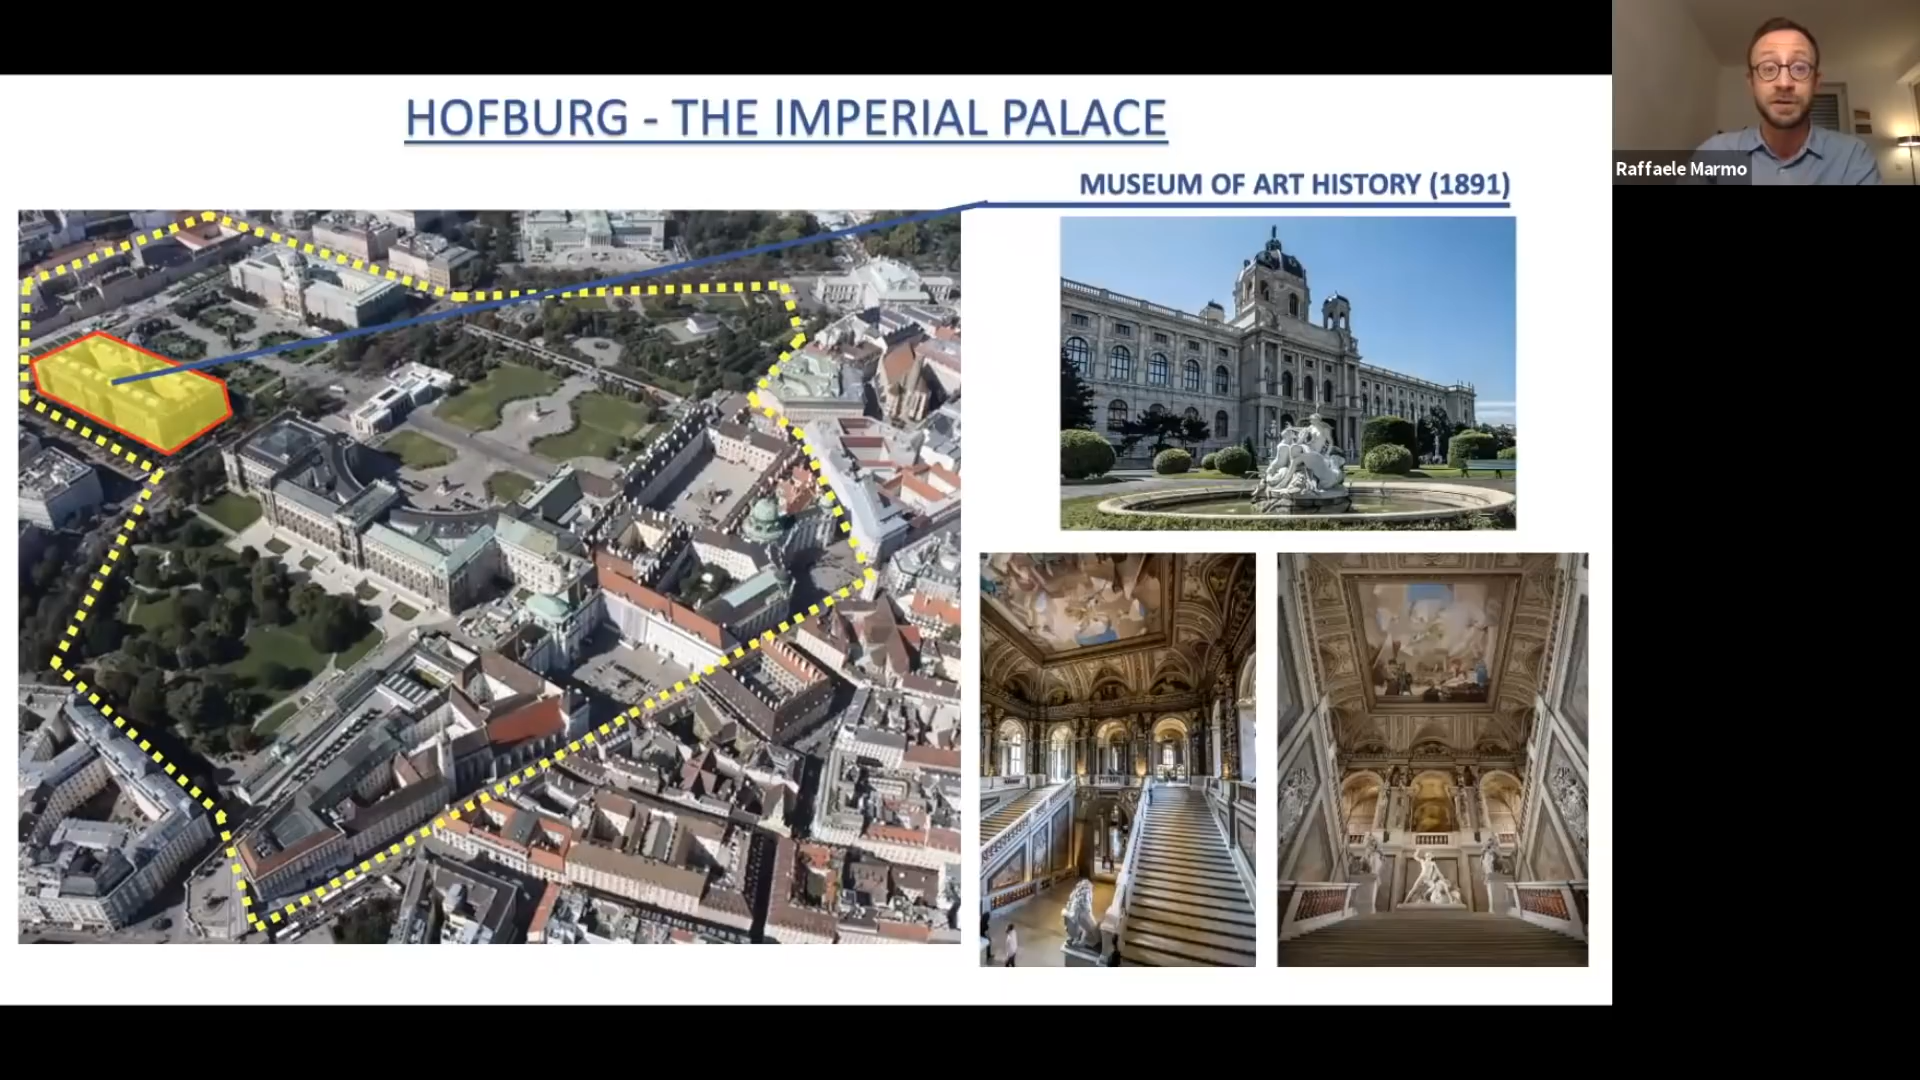 HOFBURG - THE IMPERIAL PALACE
MUSEUM OF ART HISTORY (1891)
Raffaele Marmo